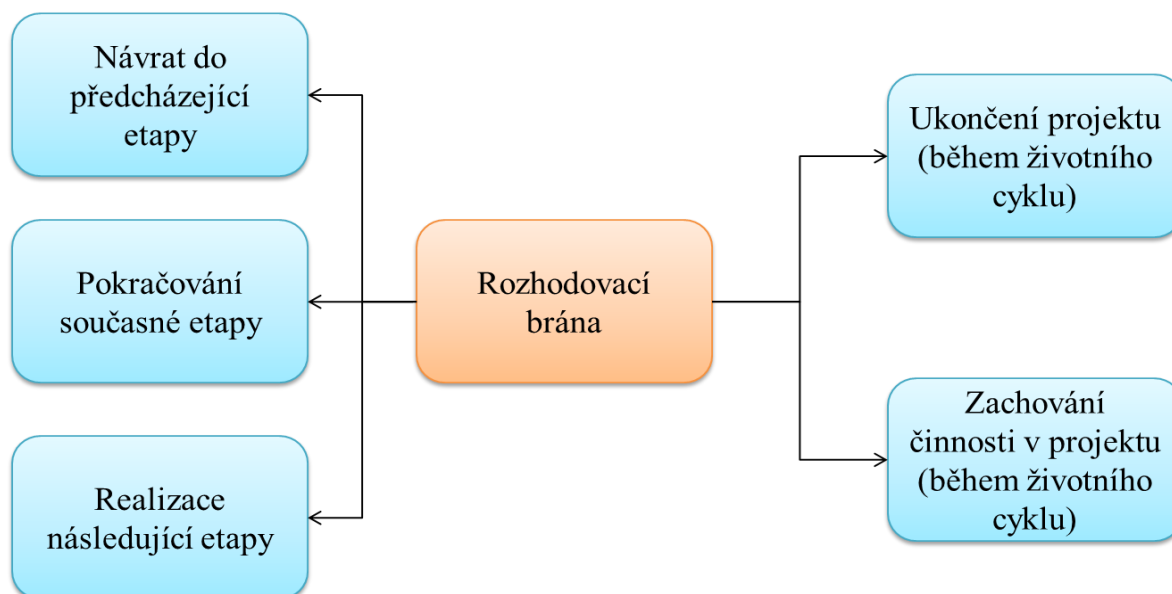 Návrat do
předcházející
etapy
Pokračování
současné etapy
Realizace
následující etapy
Rozhodovací
brána
Ukončení projektu
(během životního
cyklu)
Zachování
činnosti v projektu
(během životního
cyklu)